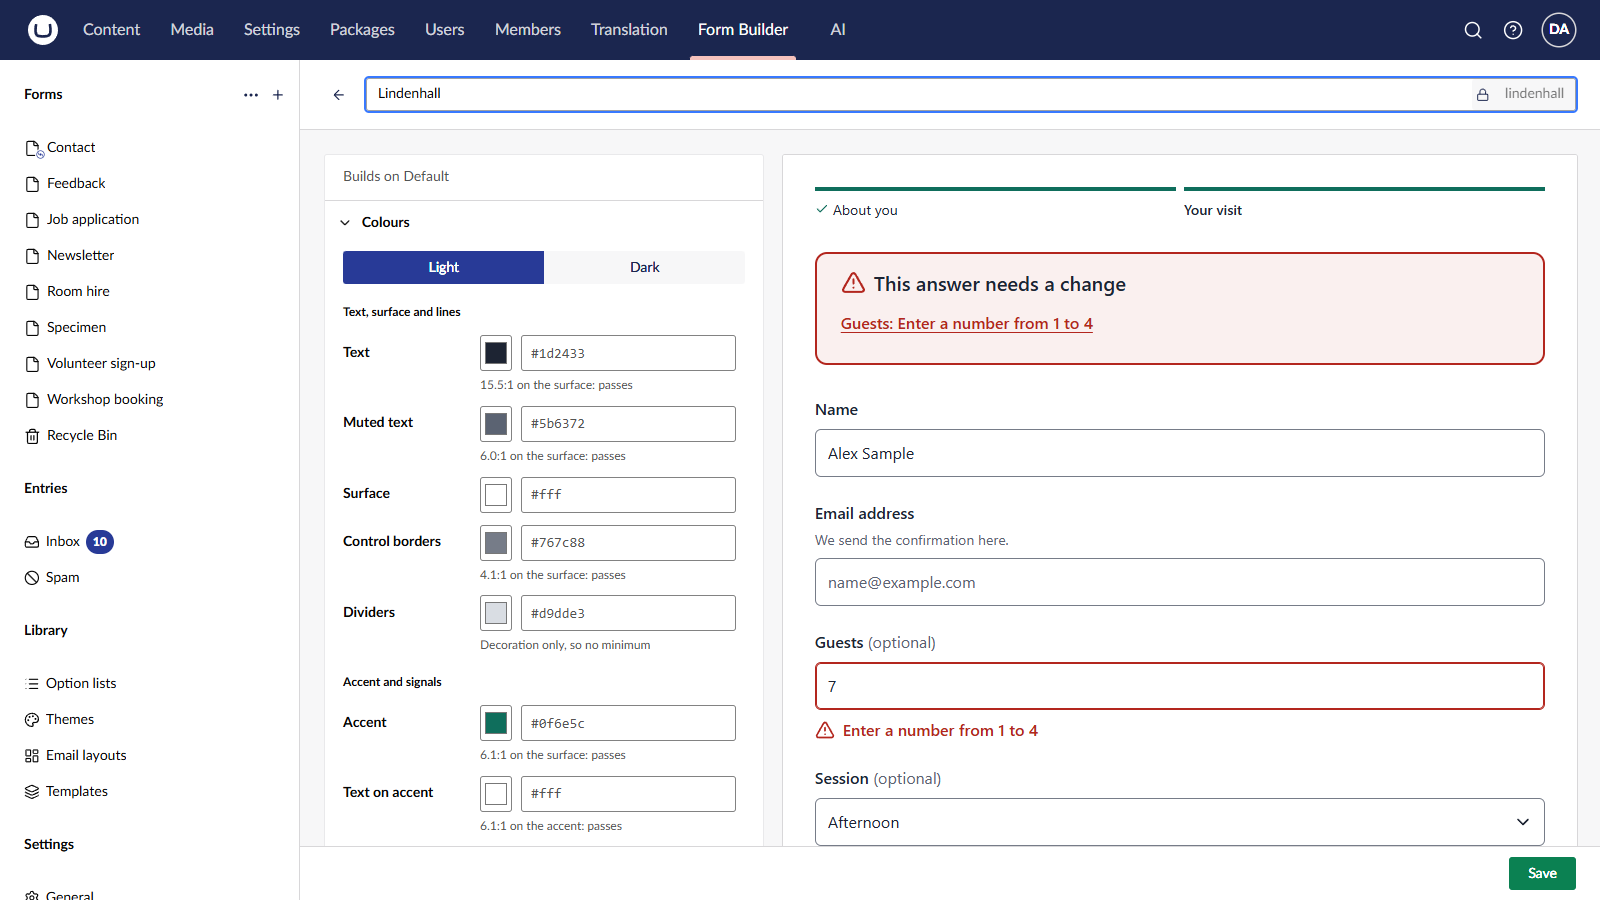 Content
Media
Settings
Packages
Users
Members
Translation
Form Builder
AI
DA
Forms
Contact
Feedback
Job application
Newsletter
Room hire
Specimen
Volunteer sign-up
Workshop booking
Recycle Bin
Entries
Inbox 10
Spam
Library
Option lists
Themes
Email layouts
Templates
Settings
General
Lindenhall
lindenhall
Builds on Default
Colours
Light
Dark
Text, surface and lines
Text
#1d2433
15.5:1 on the surface: passes
Muted text
#5b6372
6.0:1 on the surface: passes
Surface
#fff
Control borders
#767c88
4.1:1 on the surface: passes
Dividers
#d9dde3
Decoration only, so no minimum
Accent and signals
Accent
#0f6e5c
6.1:1 on the surface: passes
Text on accent
#fff
6.1:1 on the accent: passes
About you
Your visit
This answer needs a change
Guests: Enter a number from 1 to 4
Name
Alex Sample
Email address
We send the confirmation here.
name@example.com
Guests (optional)
7
Enter a number from 1 to 4
Session (optional)
Afternoon
Save